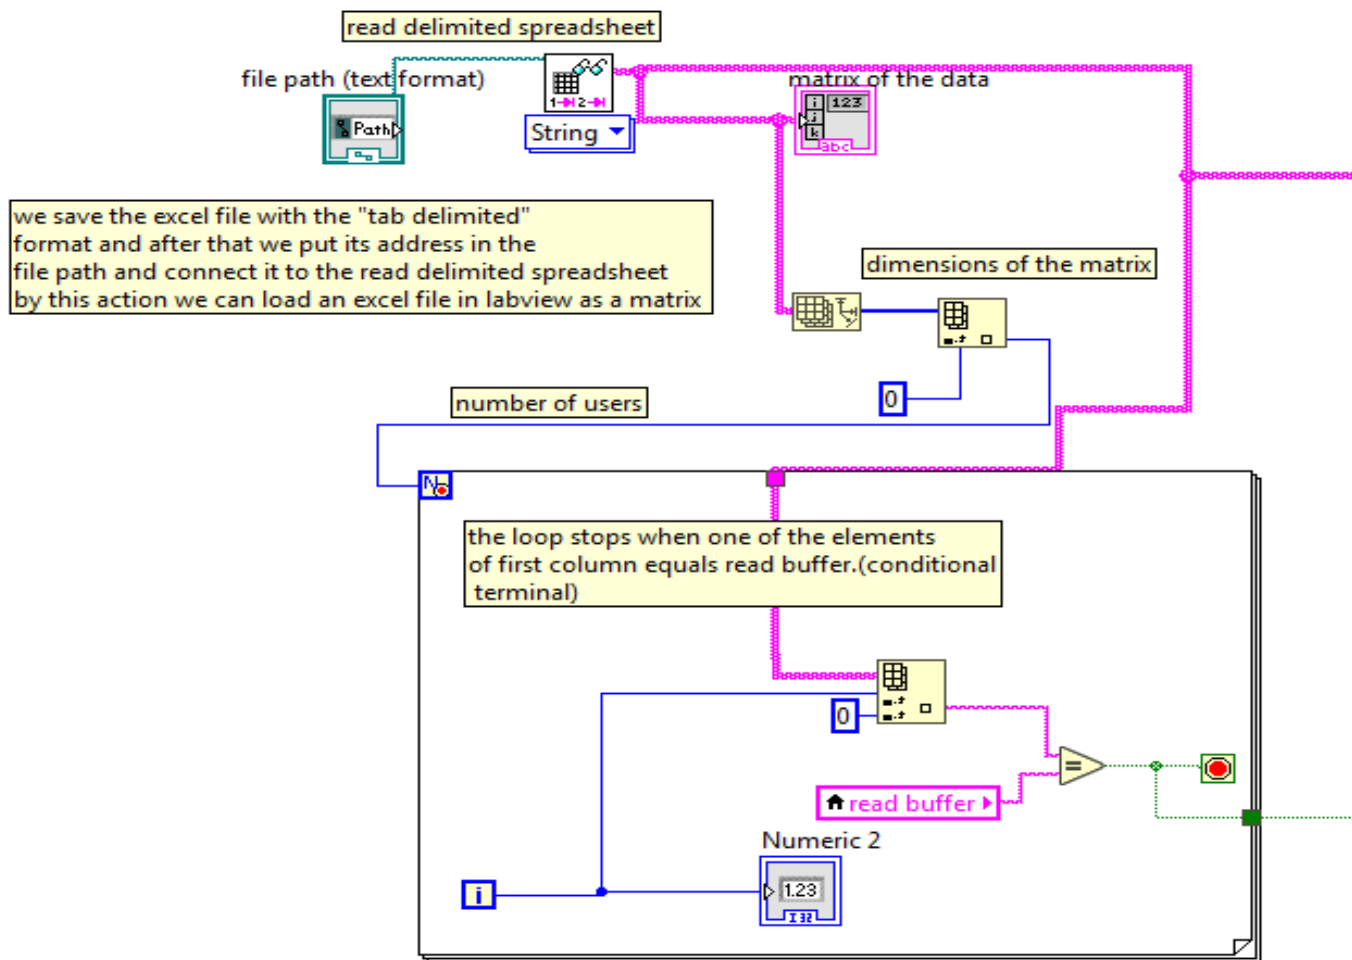 read delimited spreadsheet
file path (text format)
matrix of the data
1 2
i
123
j
Path
String
k
abc
we save the excel file with the "tab delimited"
format and after that we put its address in the
file path and connect it to the read delimited spreadsheet
by this action we can load an excel file in labview as a matrix
dimensions of the matrix
0
number of users
N
the loop stops when one of the elements
of first column equals read buffer.(conditional
terminal)
0
=
read buffer
Numeric 2
i
1.23
I32